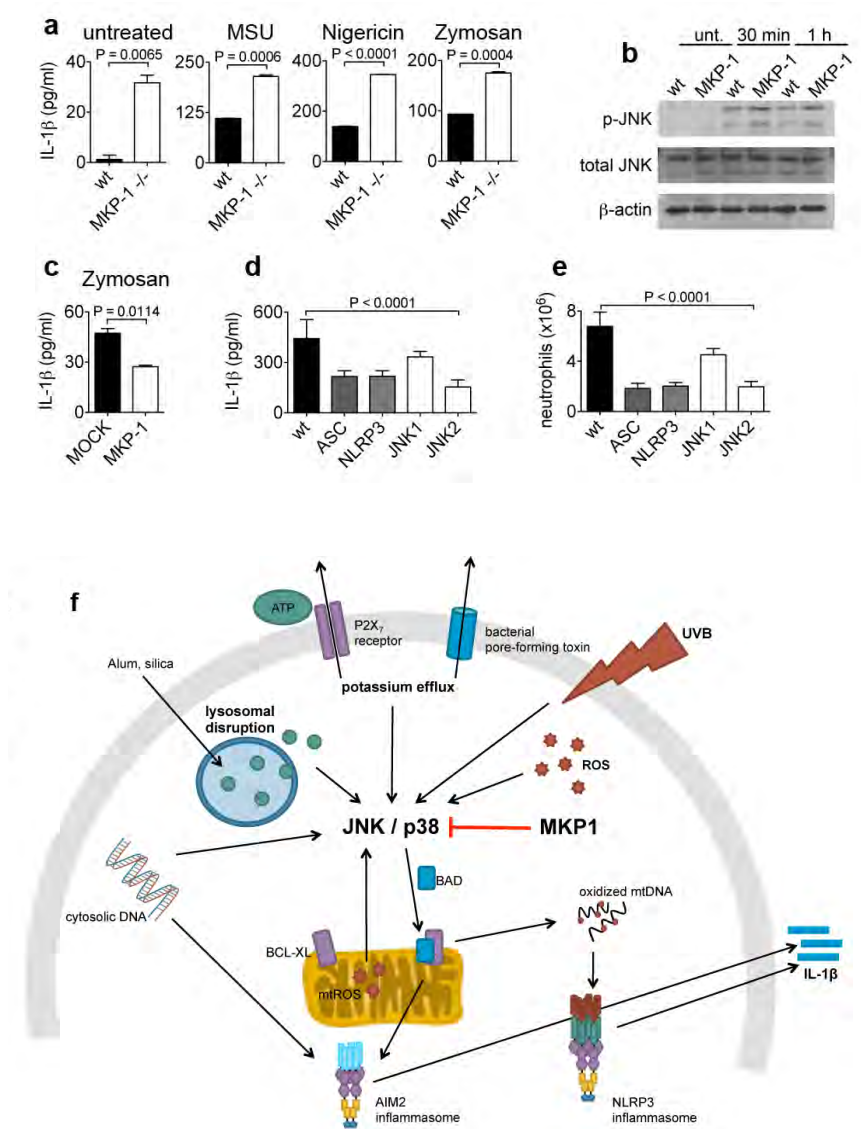 a
untreated
P = 0.0065
IL-1β (pg/ml)
40
20
0
wt
MKP-1 -/-
MSU
P = 0.0006
250
125
0
wt
MKP-1 -/-
Nigericin
P < 0.0001
400
200
0
wt
MKP-1 -/-
Zymosan
P = 0.0004
200
100
0
wt
MKP-1 -/-
b
unt. 30 min 1 h
wt MKP-1 wt MKP-1 wt MKP-1
p-JNK
total JNK
β-actin
c
Zymosan
P = 0.0114
IL-1β (pg/ml)
60
30
0
MOCK
MKP-1
d
P < 0.0001
IL-1β (pg/ml)
600
300
0
wt
ASC
NLRP3
JNK1
JNK2
e
P < 0.0001
neutrophils (x10⁶)
8
4
0
wt
ASC
NLRP3
JNK1
JNK2
f
ATP
P2X₇
receptor
bacterial
pore-forming toxin
UVB
Alum, silica
potassium efflux
lysosomal
disruption
ROS
JNK / p38
MKP1
cytosolic DNA
BAD
oxidized mtDNA
BCL-XL
mtROS
IL-1β
AIM2
inflammasome
NLRP3
inflammasome